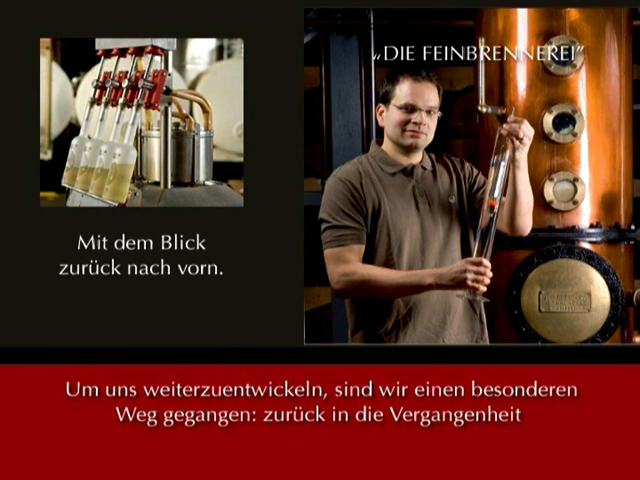 „DIE FEINBRENNEREI”
Mit dem Blick
zurück nach vorn.
Um uns weiterzuentwickeln, sind wir einen besonderen
Weg gegangen: zurück in die Vergangenheit